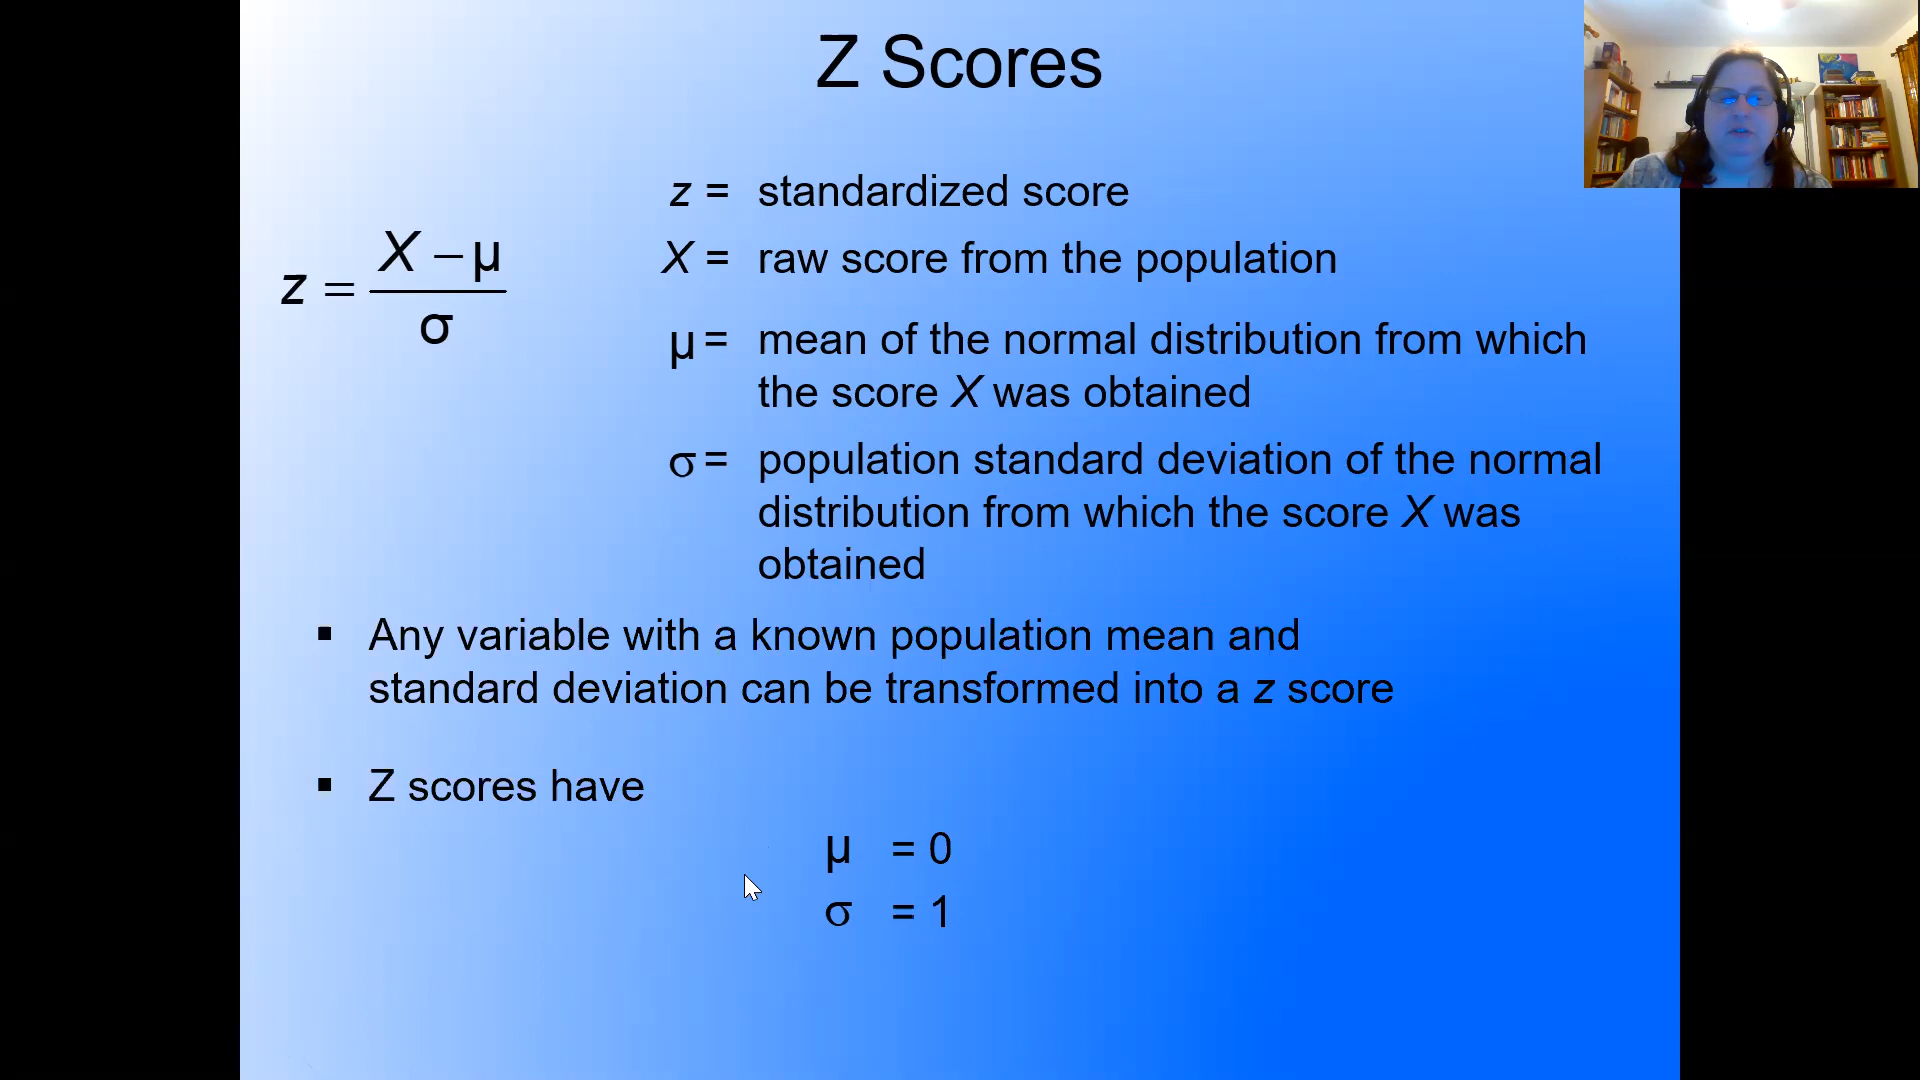 Z Scores
z = standardized score
X = raw score from the population
z = X – µ / σ
µ = mean of the normal distribution from which
the score X was obtained
σ = population standard deviation of the normal
distribution from which the score X was
obtained
▪ Any variable with a known population mean and
standard deviation can be transformed into a z score
▪ Z scores have
µ = 0
σ = 1